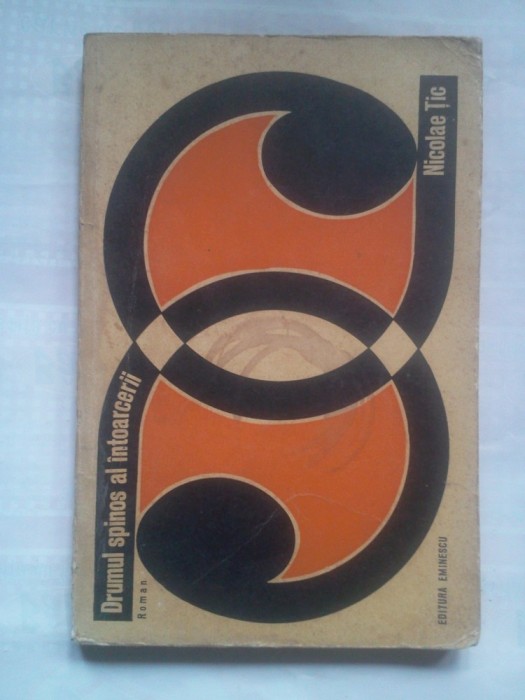 Nicolae Țic
Drumul spinos al întoarcerii
Roman
EDITURA EMINESCU